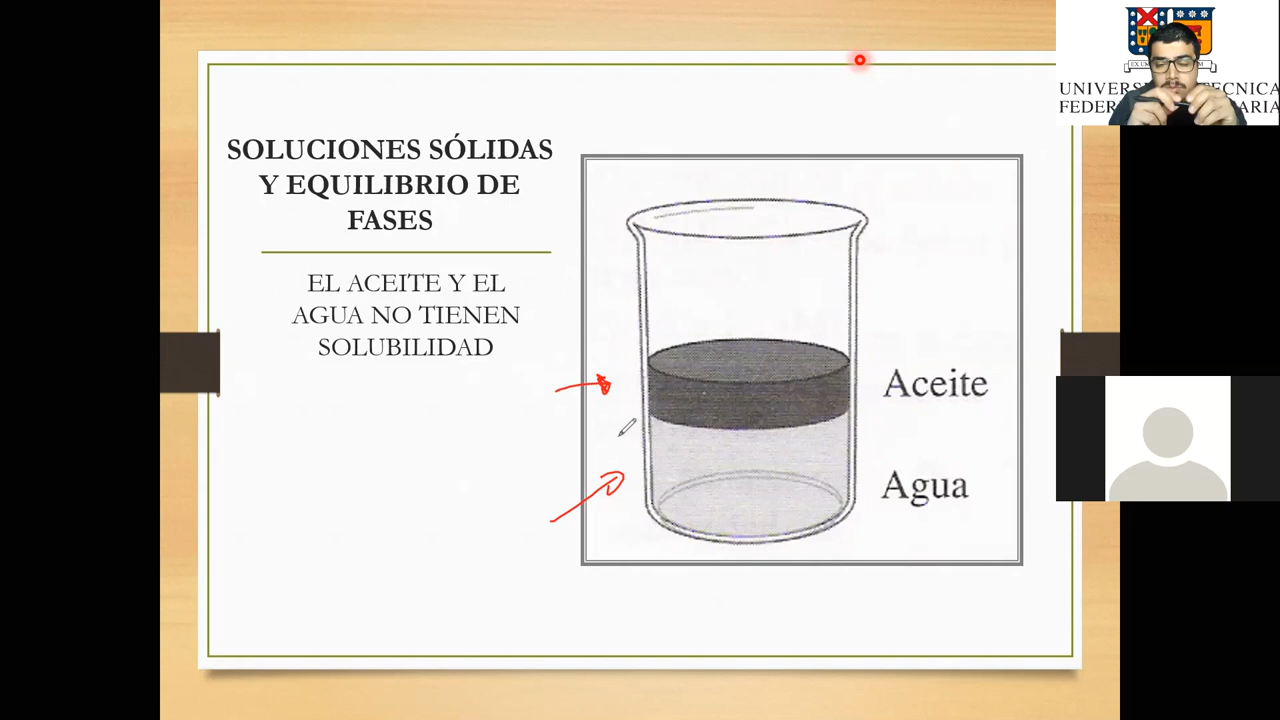 SOLUCIONES SÓLIDAS
Y EQUILIBRIO DE
FASES
EL ACEITE Y EL
AGUA NO TIENEN
SOLUBILIDAD
Aceite
Agua